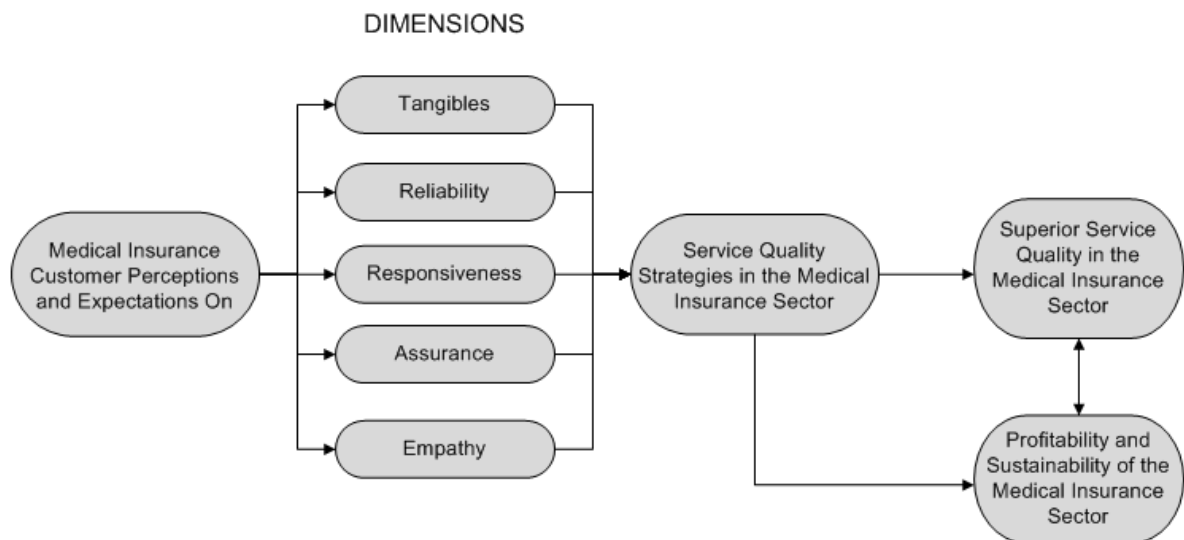 DIMENSIONS
Medical Insurance
Customer Perceptions
and Expectations On
Tangibles
Reliability
Responsiveness
Assurance
Empathy
Service Quality
Strategies in the Medical
Insurance Sector
Superior Service
Quality in the
Medical Insurance
Sector
Profitability and
Sustainability of the
Medical Insurance
Sector